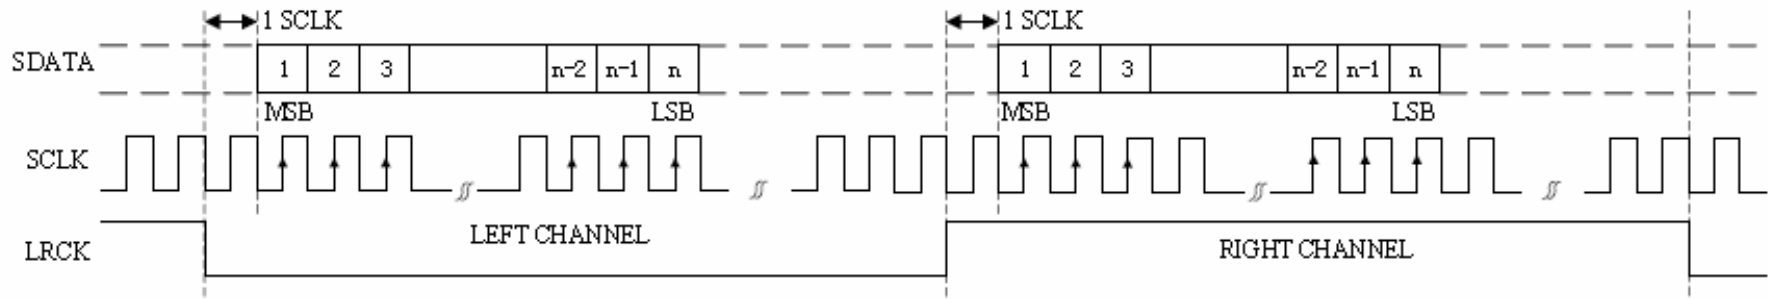 1 SCLK 1 SCLK
SDATA 1 2 3 n-2 n-1 n 1 2 3 n-2 n-1 n
MSB LSB MSB LSB
SCLK
LRCK LEFT CHANNEL RIGHT CHANNEL